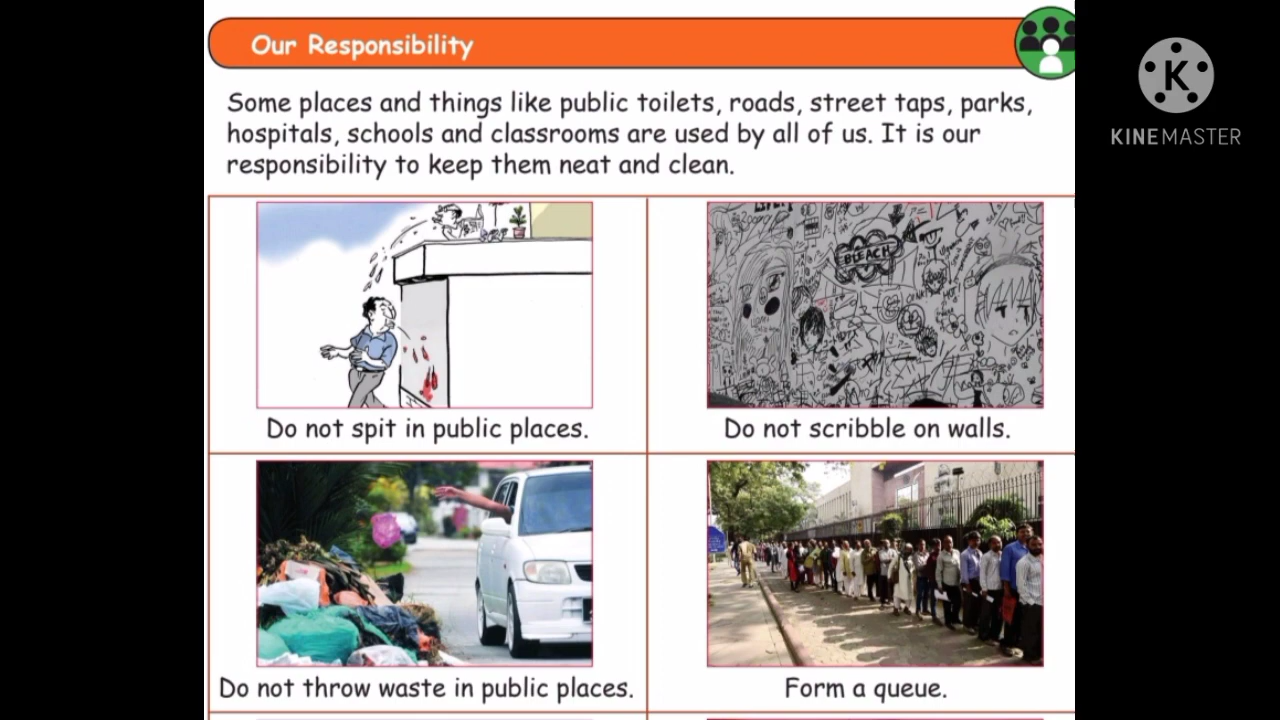 Our Responsibility
Some places and things like public toilets, roads, street taps, parks,
hospitals, schools and classrooms are used by all of us. It is our
responsibility to keep them neat and clean.
BLEACH
Do not spit in public places.
Do not scribble on walls.
Do not throw waste in public places.
Form a queue.
K
KINEMASTER